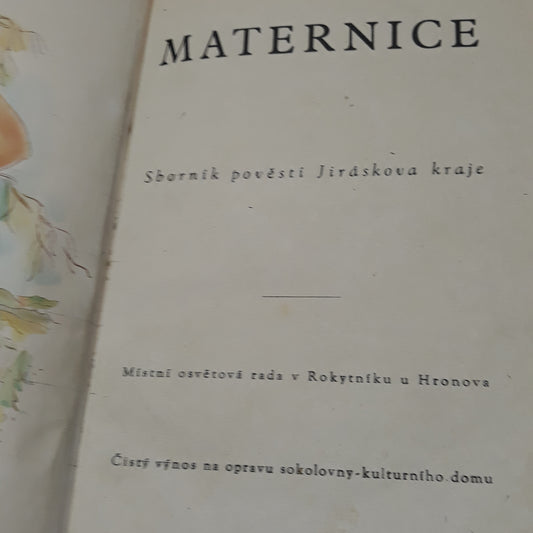 MATERNICE
Sborník pověstí Jiráskova kraje
Místní osvětová rada v Rokytníku u Hronova
Čistý výnos na opravu sokolovny-kulturního domu